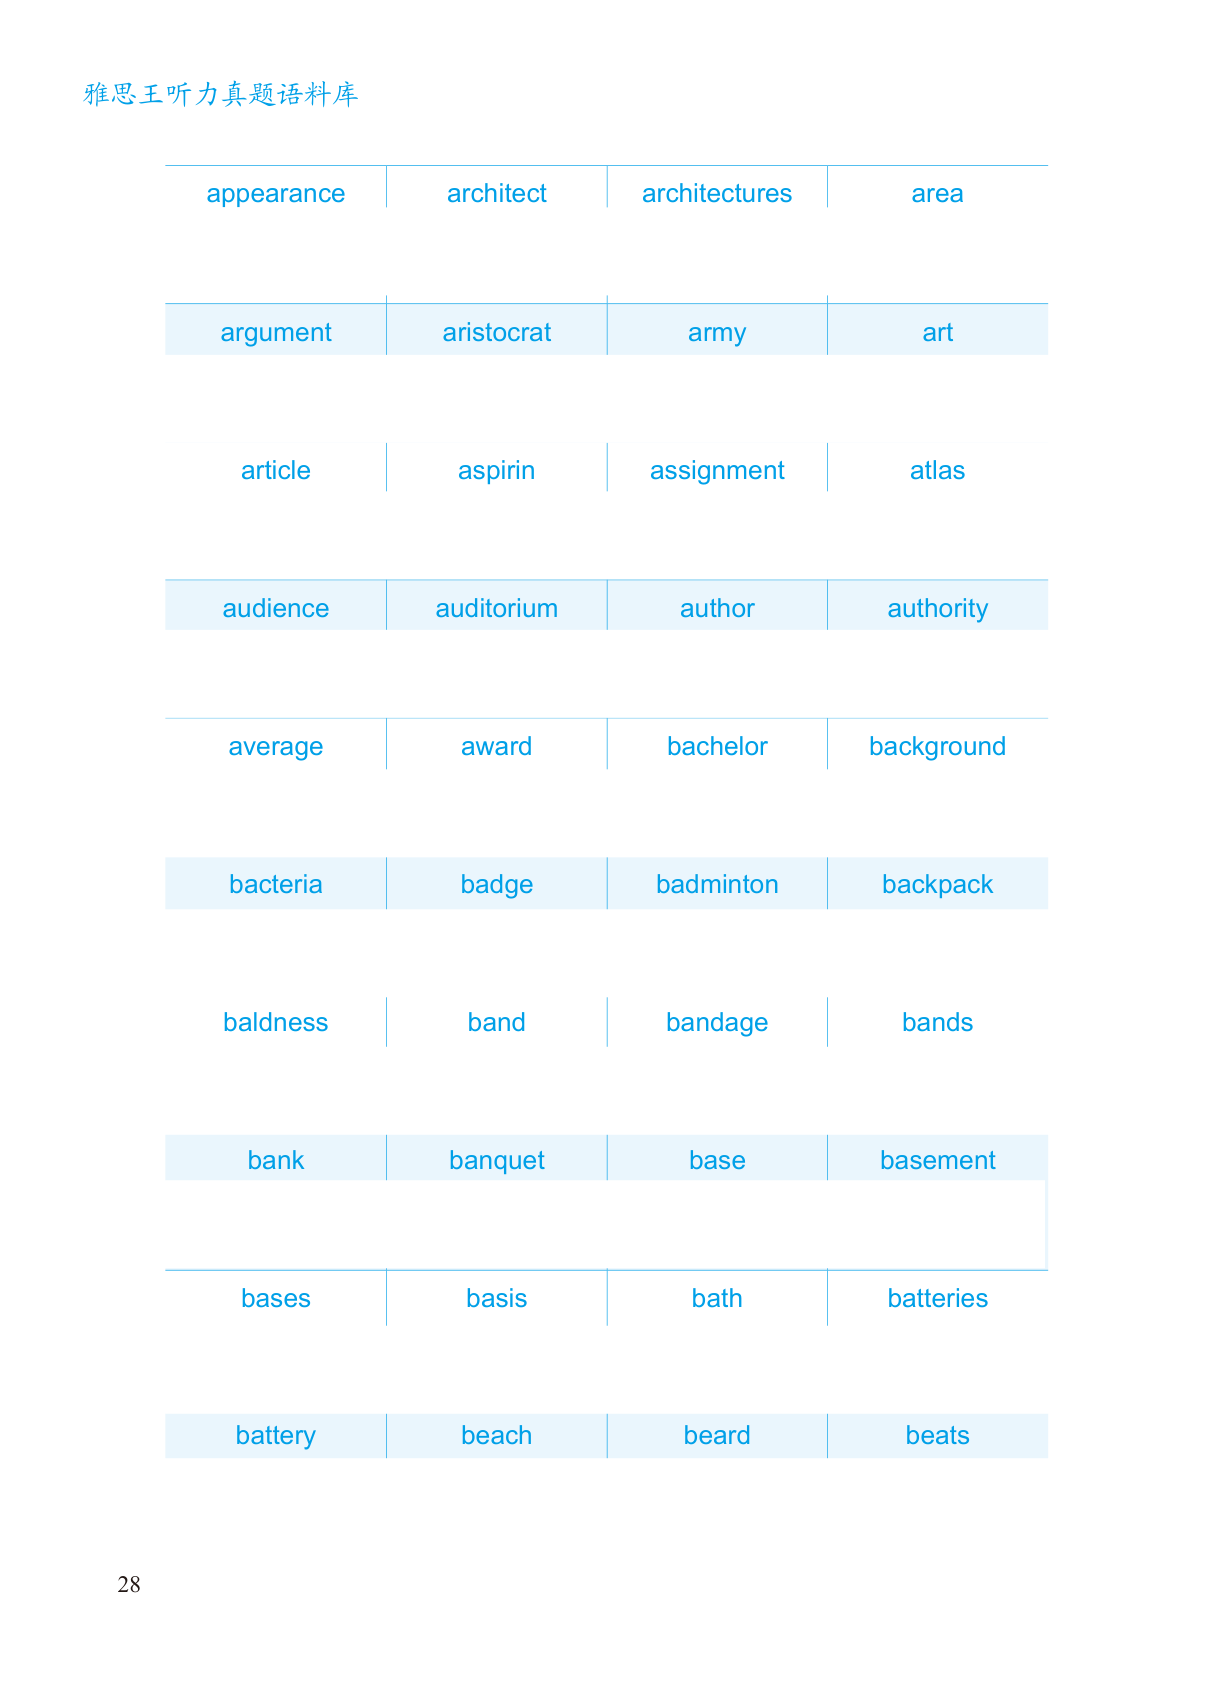 雅思王听力真题语料库
appearance architect architectures area
argument aristocrat army art
article aspirin assignment atlas
audience auditorium author authority
average award bachelor background
bacteria badge badminton backpack
baldness band bandage bands
bank banquet base basement
bases basis bath batteries
battery beach beard beats
28